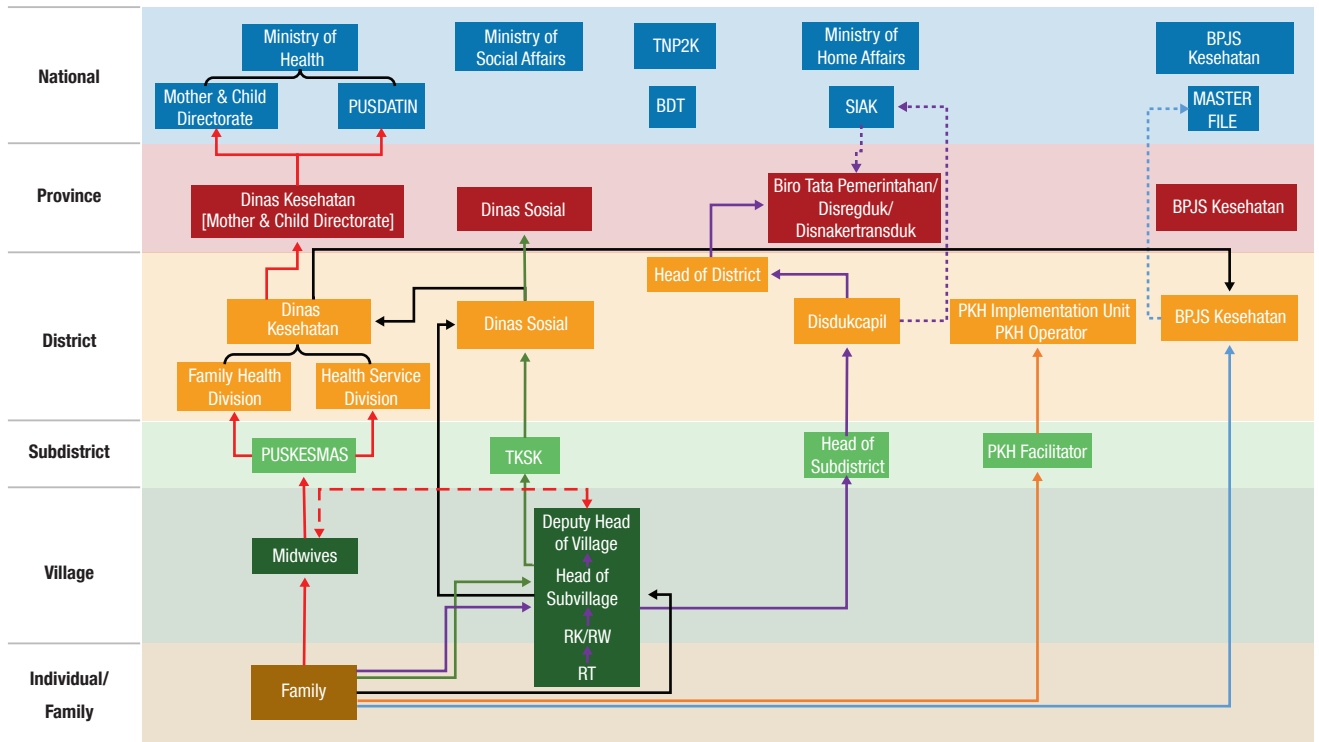 National
Ministry of
Health
Ministry of
Social Affairs
TNP2K
Ministry of
Home Affairs
BPJS
Kesehatan
Mother & Child
Directorate
PUSDATIN
BDT
SIAK
MASTER
FILE
Province
Dinas Kesehatan
[Mother & Child Directorate]
Dinas Sosial
Biro Tata Pemerintahan/
Disregduk/
Disnakertransduk
BPJS Kesehatan
District
Head of District
Dinas
Kesehatan
Dinas Sosial
Disdukcapil
PKH Implementation Unit
PKH Operator
BPJS Kesehatan
Family Health
Division
Health Service
Division
Subdistrict
PUSKESMAS
TKSK
Head of
Subdistrict
PKH Facilitator
Village
Midwives
Deputy Head
of Village
Head of
Subvillage
RK/RW
RT
Individual/
Family
Family